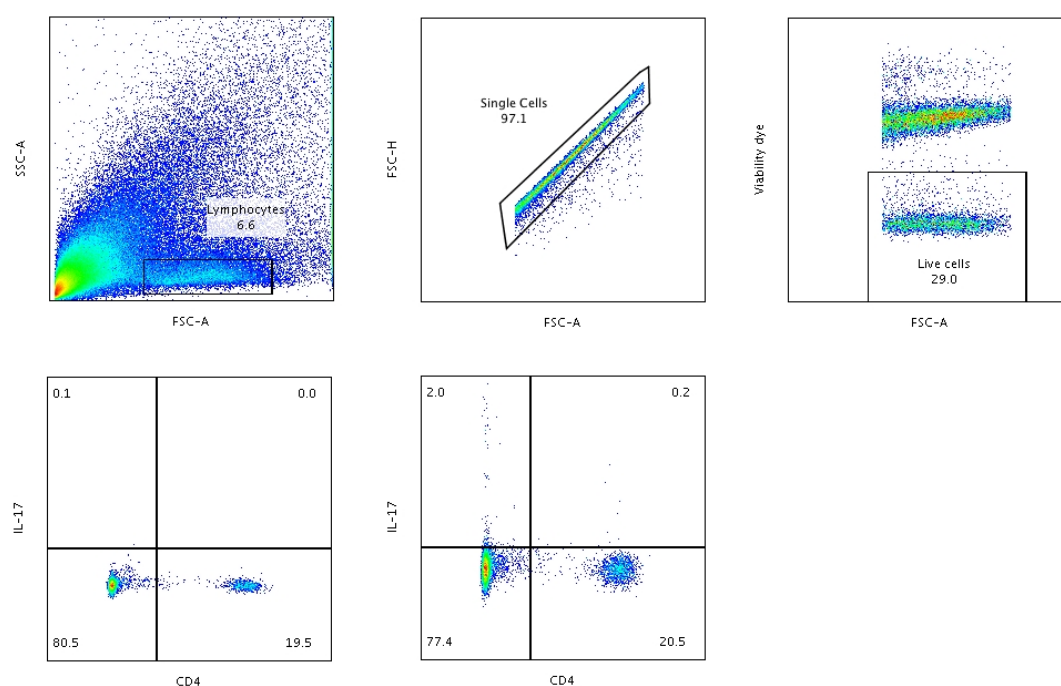 SSC-A
Lymphocytes
6.6
FSC-A
FSC-H
Single Cells
97.1
FSC-A
Viability dye
Live cells
29.0
FSC-A
IL-17
0.1
0.0
80.5
19.5
CD4
IL-17
2.0
0.2
77.4
20.5
CD4